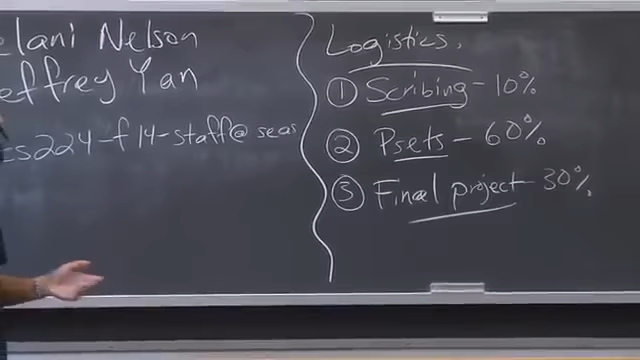 elani Nelson
effrey Yan
cs224-f14-staff@seas
Logistics.
① Scribing - 10%
② Psets - 60%
③ Final project - 30%